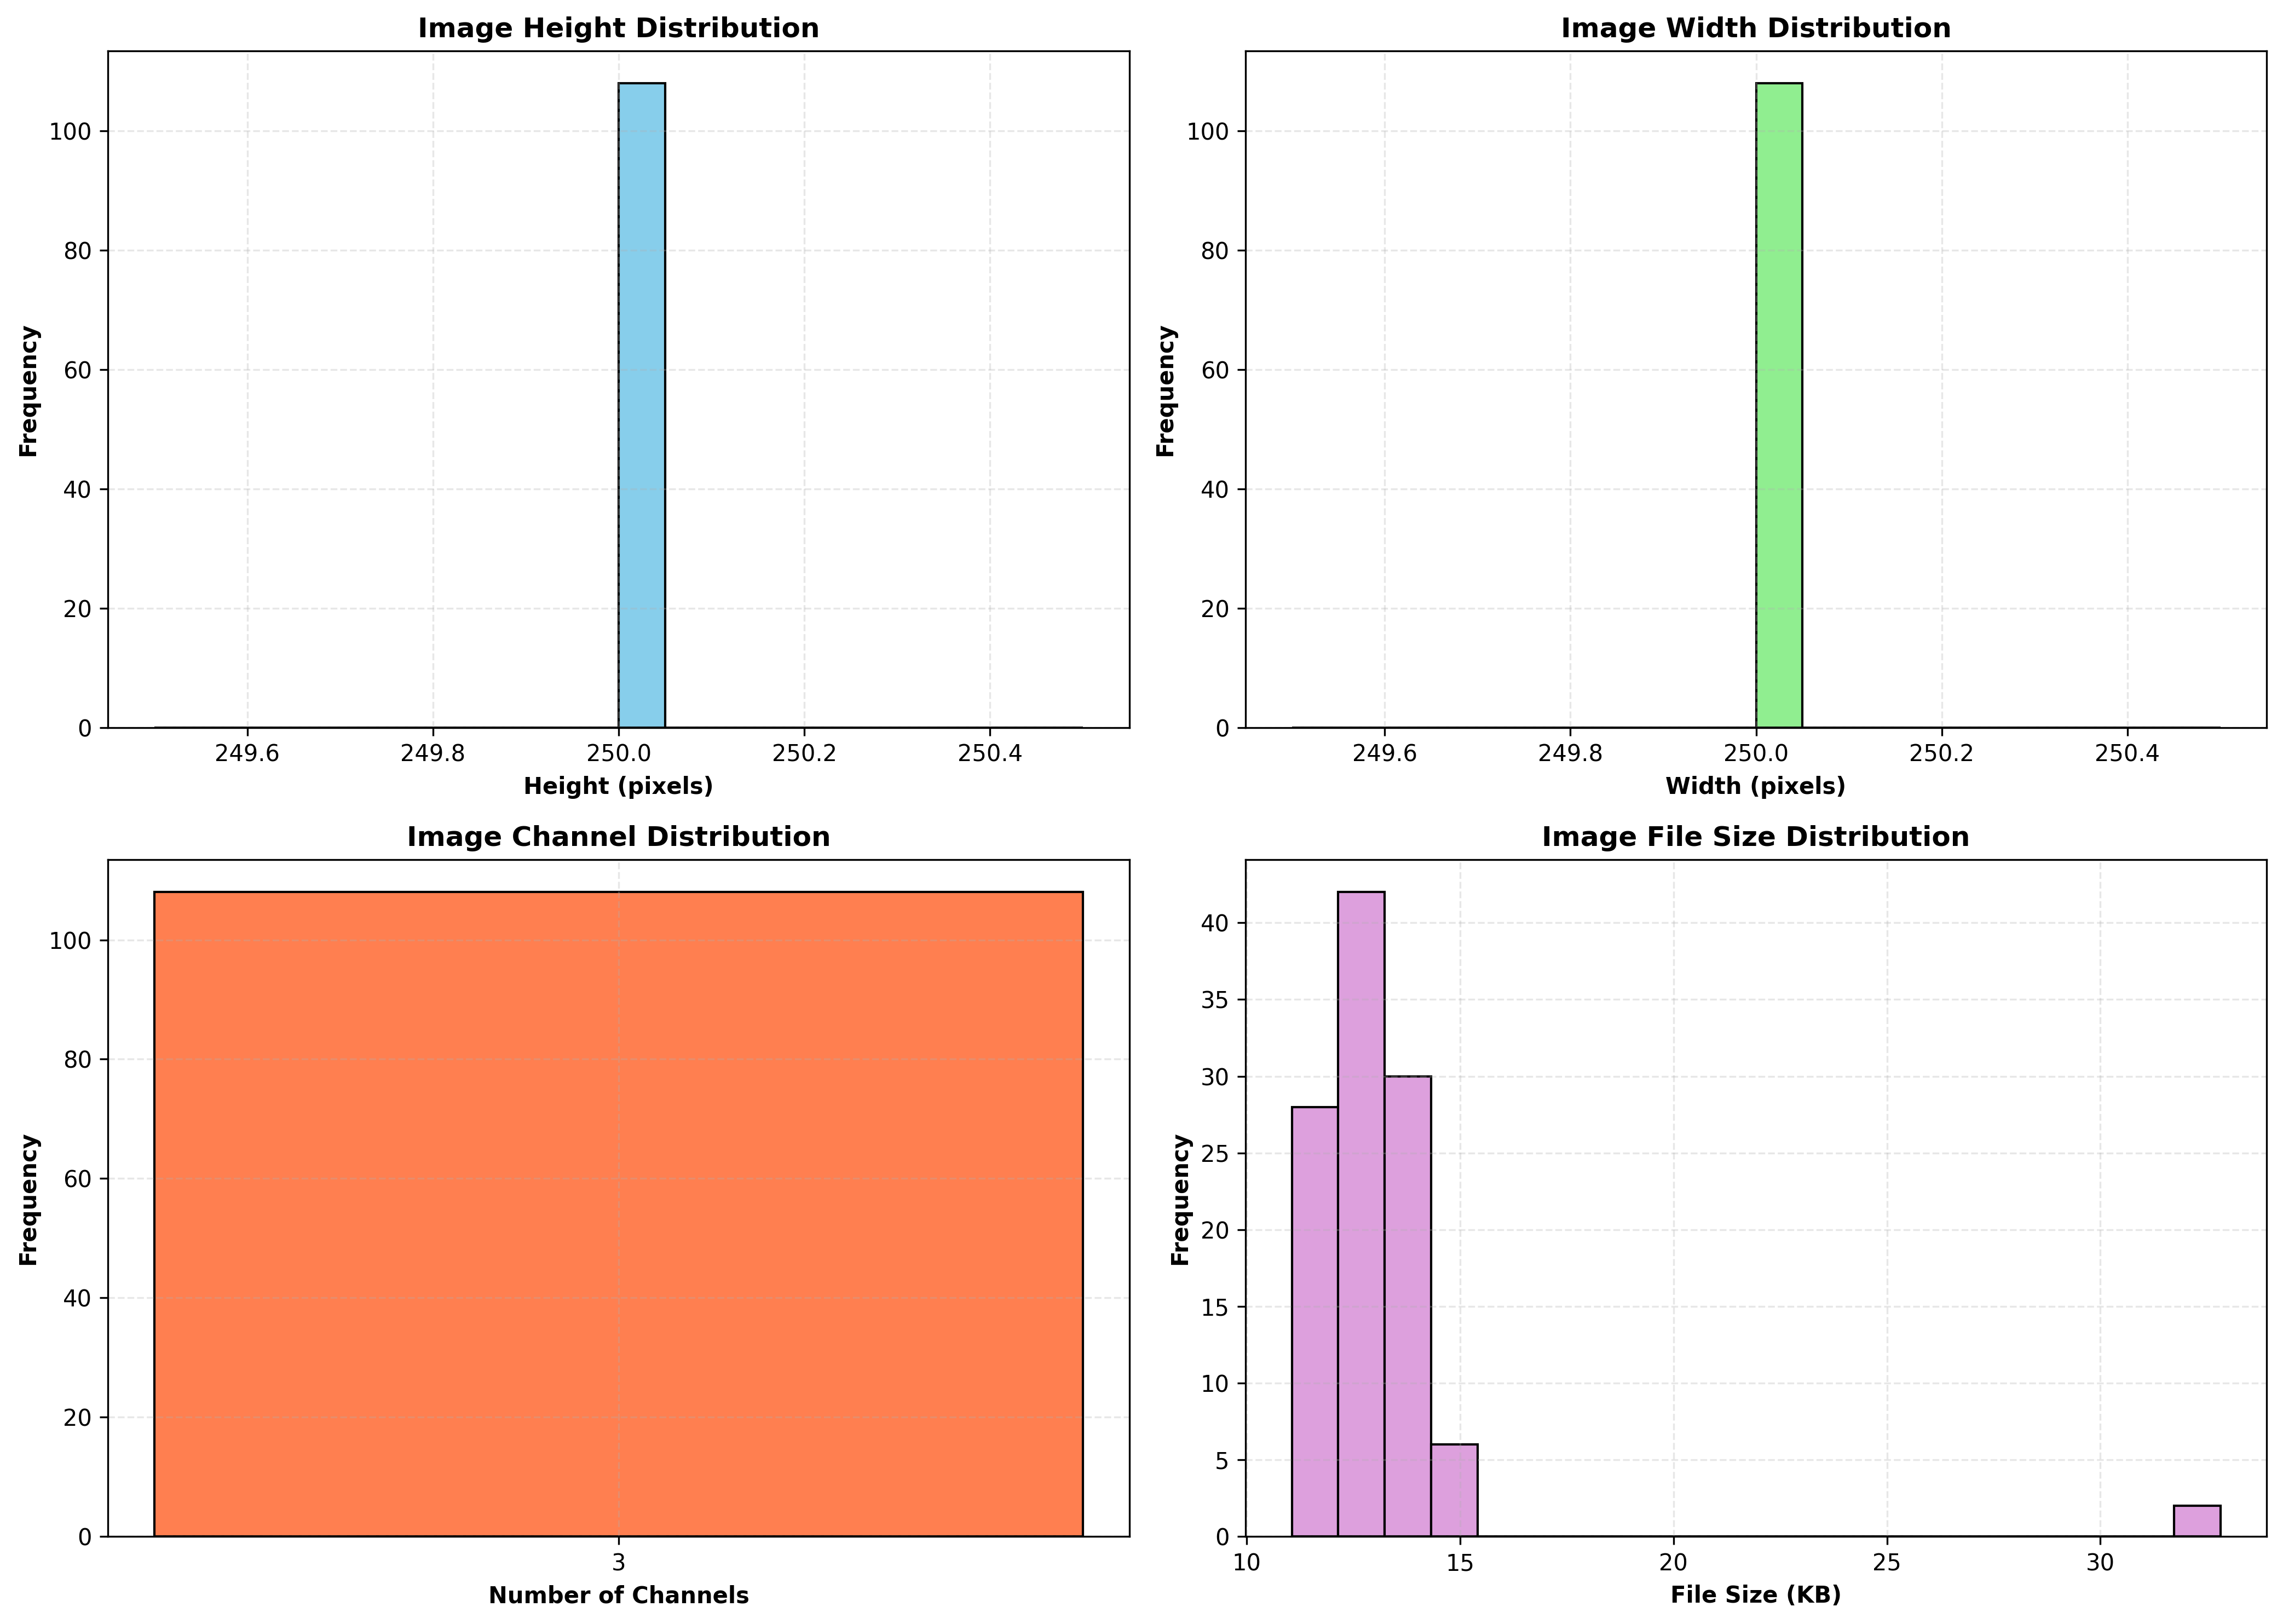 Image Height Distribution
Frequency
100
80
60
40
20
0
249.6 249.8 250.0 250.2 250.4
Height (pixels)
Image Width Distribution
Frequency
100
80
60
40
20
0
249.6 249.8 250.0 250.2 250.4
Width (pixels)
Image Channel Distribution
Frequency
100
80
60
40
20
0
3
Number of Channels
Image File Size Distribution
Frequency
40
35
30
25
20
15
10
5
0
10 15 20 25 30
File Size (KB)